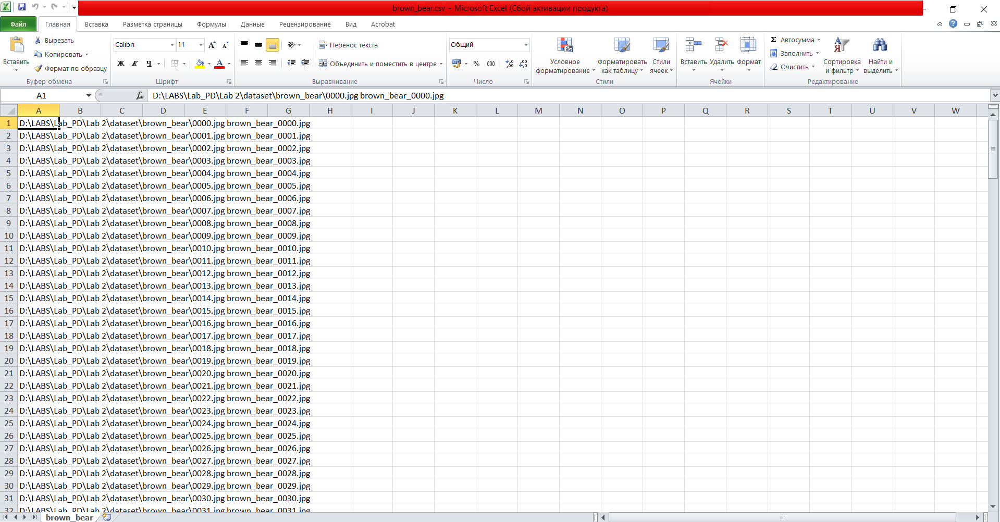 brown_bear.csv - Microsoft Excel (Сбой активации продукта)
Файл Главная Вставка Разметка страницы Формулы Данные Рецензирование Вид Acrobat
Вставить
Вырезать
Копировать
Формат по образцу
Буфер обмена
Calibri 11
Ж К Ч
Шрифт
Перенос текста
Объединить и поместить в центре
Выравнивание
Общий
% 000
Число
Условное форматирование
Форматировать как таблицу
Стили ячеек
Стили
Вставить Удалить Формат
Ячейки
Σ Автосумма
Заполнить
Очистить
Сортировка и фильтр
Найти и выделить
Редактирование
A1 fx D:\LABS\Lab_PD\Lab 2\dataset\brown_bear\0000.jpg brown_bear_0000.jpg
A B C D E F G H I J K L M N O P Q R S T U V W
1 D:\LABS\Lab_PD\Lab 2\dataset\brown_bear\0000.jpg brown_bear_0000.jpg
2 D:\LABS\Lab_PD\Lab 2\dataset\brown_bear\0001.jpg brown_bear_0001.jpg
3 D:\LABS\Lab_PD\Lab 2\dataset\brown_bear\0002.jpg brown_bear_0002.jpg
4 D:\LABS\Lab_PD\Lab 2\dataset\brown_bear\0003.jpg brown_bear_0003.jpg
5 D:\LABS\Lab_PD\Lab 2\dataset\brown_bear\0004.jpg brown_bear_0004.jpg
6 D:\LABS\Lab_PD\Lab 2\dataset\brown_bear\0005.jpg brown_bear_0005.jpg
7 D:\LABS\Lab_PD\Lab 2\dataset\brown_bear\0006.jpg brown_bear_0006.jpg
8 D:\LABS\Lab_PD\Lab 2\dataset\brown_bear\0007.jpg brown_bear_0007.jpg
9 D:\LABS\Lab_PD\Lab 2\dataset\brown_bear\0008.jpg brown_bear_0008.jpg
10 D:\LABS\Lab_PD\Lab 2\dataset\brown_bear\0009.jpg brown_bear_0009.jpg
11 D:\LABS\Lab_PD\Lab 2\dataset\brown_bear\0010.jpg brown_bear_0010.jpg
12 D:\LABS\Lab_PD\Lab 2\dataset\brown_bear\0011.jpg brown_bear_0011.jpg
13 D:\LABS\Lab_PD\Lab 2\dataset\brown_bear\0012.jpg brown_bear_0012.jpg
14 D:\LABS\Lab_PD\Lab 2\dataset\brown_bear\0013.jpg brown_bear_0013.jpg
15 D:\LABS\Lab_PD\Lab 2\dataset\brown_bear\0014.jpg brown_bear_0014.jpg
16 D:\LABS\Lab_PD\Lab 2\dataset\brown_bear\0015.jpg brown_bear_0015.jpg
17 D:\LABS\Lab_PD\Lab 2\dataset\brown_bear\0016.jpg brown_bear_0016.jpg
18 D:\LABS\Lab_PD\Lab 2\dataset\brown_bear\0017.jpg brown_bear_0017.jpg
19 D:\LABS\Lab_PD\Lab 2\dataset\brown_bear\0018.jpg brown_bear_0018.jpg
20 D:\LABS\Lab_PD\Lab 2\dataset\brown_bear\0019.jpg brown_bear_0019.jpg
21 D:\LABS\Lab_PD\Lab 2\dataset\brown_bear\0020.jpg brown_bear_0020.jpg
22 D:\LABS\Lab_PD\Lab 2\dataset\brown_bear\0021.jpg brown_bear_0021.jpg
23 D:\LABS\Lab_PD\Lab 2\dataset\brown_bear\0022.jpg brown_bear_0022.jpg
24 D:\LABS\Lab_PD\Lab 2\dataset\brown_bear\0023.jpg brown_bear_0023.jpg
25 D:\LABS\Lab_PD\Lab 2\dataset\brown_bear\0024.jpg brown_bear_0024.jpg
26 D:\LABS\Lab_PD\Lab 2\dataset\brown_bear\0025.jpg brown_bear_0025.jpg
27 D:\LABS\Lab_PD\Lab 2\dataset\brown_bear\0026.jpg brown_bear_0026.jpg
28 D:\LABS\Lab_PD\Lab 2\dataset\brown_bear\0027.jpg brown_bear_0027.jpg
29 D:\LABS\Lab_PD\Lab 2\dataset\brown_bear\0028.jpg brown_bear_0028.jpg
30 D:\LABS\Lab_PD\Lab 2\dataset\brown_bear\0029.jpg brown_bear_0029.jpg
31 D:\LABS\Lab_PD\Lab 2\dataset\brown_bear\0030.jpg brown_bear_0030.jpg
32 D:\LABS\Lab_PD\Lab 2\dataset\brown_bear\0031.jpg brown_bear_0031.jpg
brown_bear